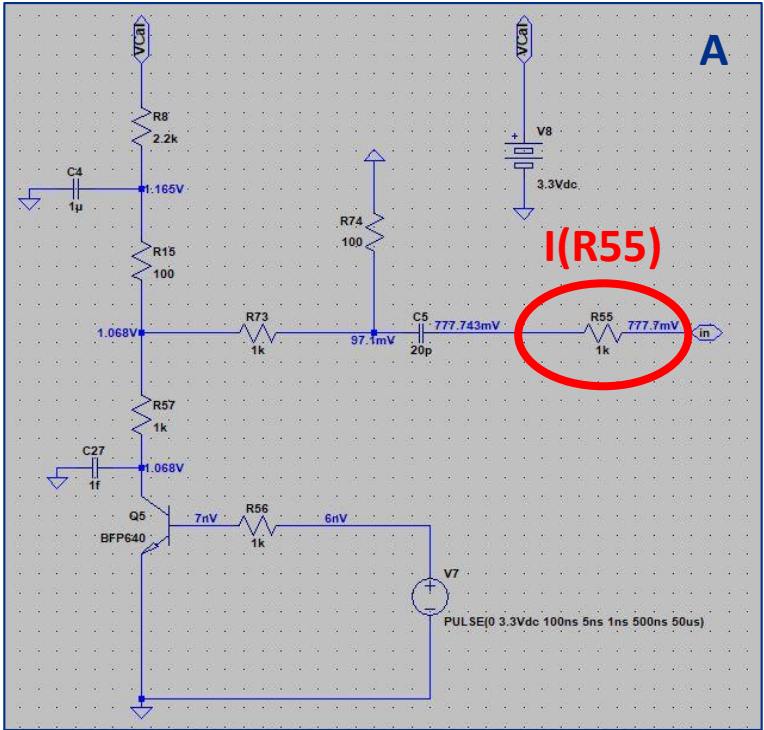 A
VCal
VCal
R8
2.2k
V8
+
3.3Vdc
C4
1µ
1.165V
R74
100
R15
100
I(R55)
1.068V
R73
1k
97.1mV
C5
20p
777.743mV
R55
1k
777.7mV
in
R57
1k
C27
1f
1.068V
Q5
BFP640
7nV
R56
1k
6nV
V7
+
PULSE(0 3.3Vdc 100ns 5ns 1ns 500ns 50us)